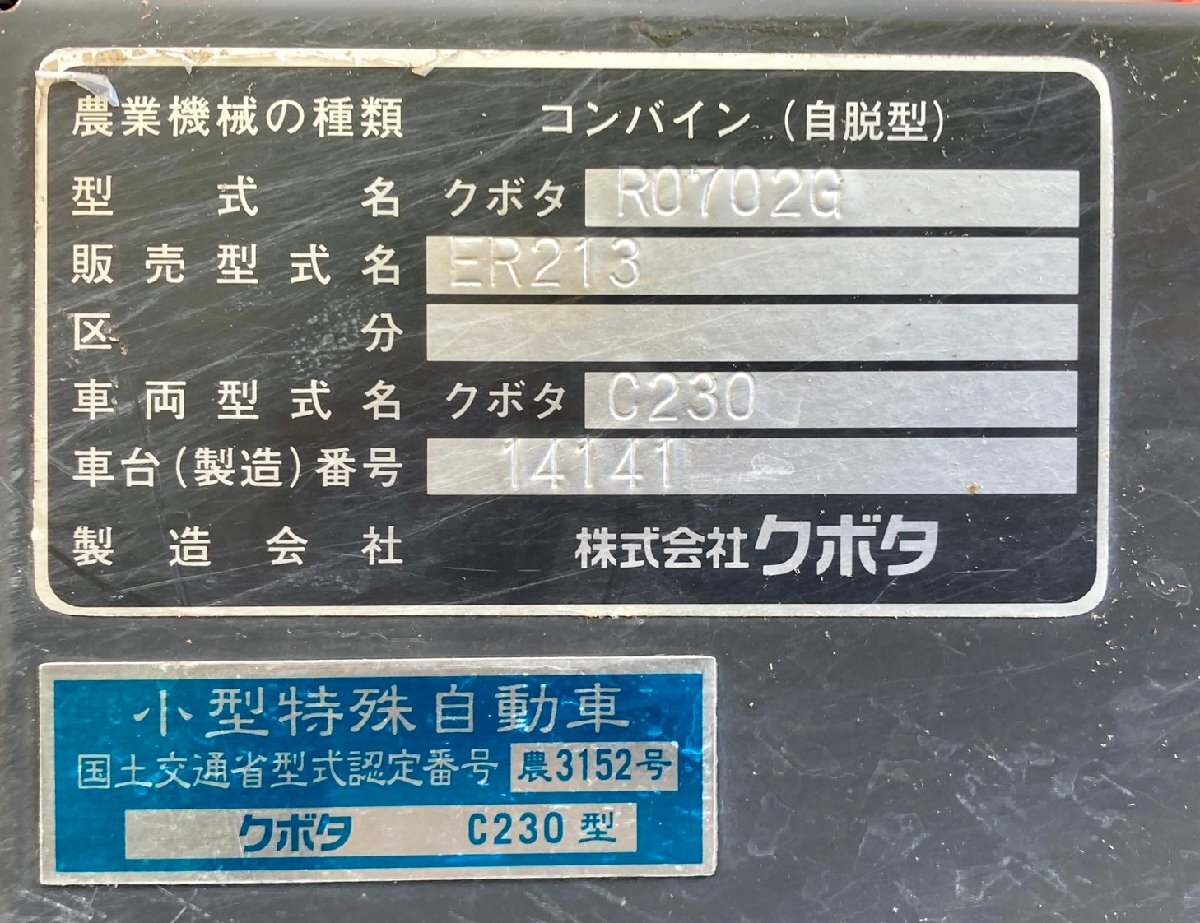 農業機械の種類 コンバイン(自脱型)
型式名 クボタ R0702G
販売型式名 ER213
区分
車両型式名 クボタ C230
車台(製造)番号 14141
製造会社 株式会社クボタ
小型特殊自動車
国土交通省型式認定番号 農3152号
クボタ C230型